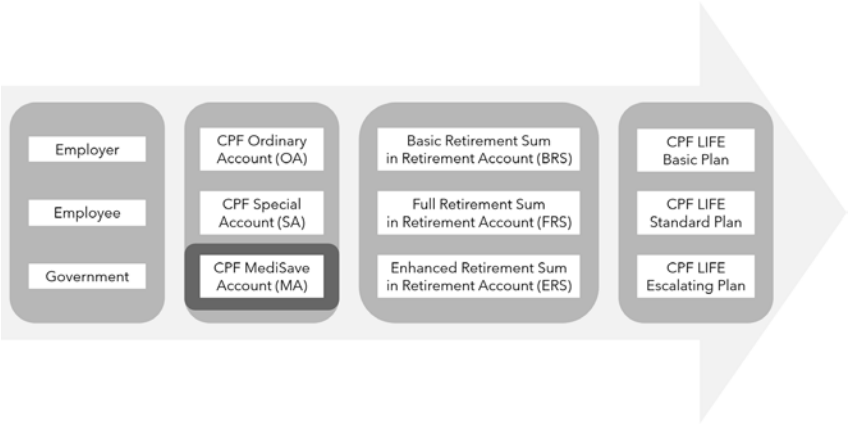 Employer
Employee
Government
CPF Ordinary
Account (OA)
CPF Special
Account (SA)
CPF MediSave
Account (MA)
Basic Retirement Sum
in Retirement Account (BRS)
Full Retirement Sum
in Retirement Account (FRS)
Enhanced Retirement Sum
in Retirement Account (ERS)
CPF LIFE
Basic Plan
CPF LIFE
Standard Plan
CPF LIFE
Escalating Plan